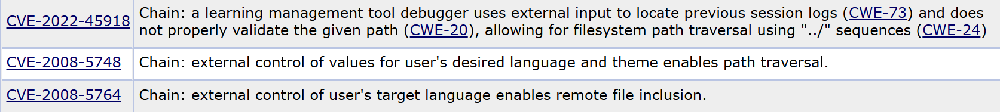 CVE-2022-45918 Chain: a learning management tool debugger uses external input to locate previous session logs (CWE-73) and does
not properly validate the given path (CWE-20), allowing for filesystem path traversal using "../" sequences (CWE-24)
CVE-2008-5748 Chain: external control of values for user's desired language and theme enables path traversal.
CVE-2008-5764 Chain: external control of user's target language enables remote file inclusion.